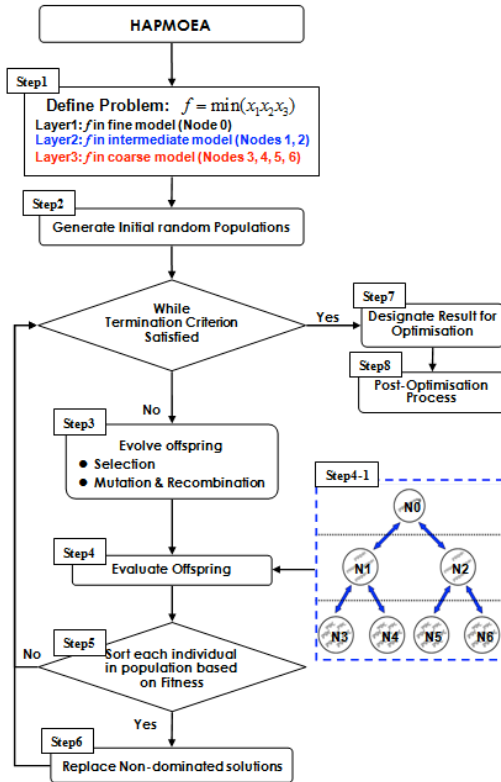 HAPMOEA
Step1
Define Problem: f = min(x₁x₂x₃)
Layer1: f in fine model (Node 0)
Layer2: f in intermediate model (Nodes 1, 2)
Layer3: f in coarse model (Nodes 3, 4, 5, 6)
Step2
Generate Initial random Populations
While
Termination Criterion
Satisfied
Yes
Step7
Designate Result for
Optimisation
Step8
Post-Optimisation
Process
No
Step3
Evolve offspring
● Selection
● Mutation & Recombination
Step4-1
N0
N1
N2
N3
N4
N5
N6
Step4
Evaluate Offspring
No
Step5
Sort each individual
in population based
on Fitness
Yes
Step6
Replace Non-dominated solutions